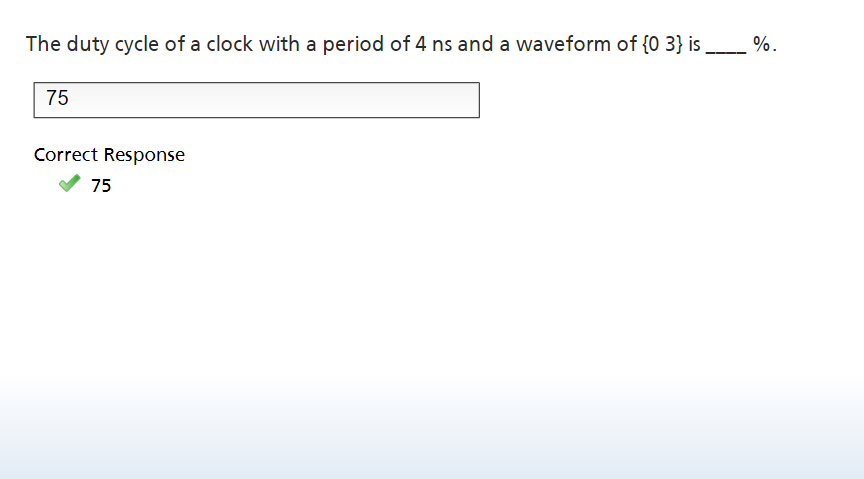 The duty cycle of a clock with a period of 4 ns and a waveform of {0 3} is ____ %.
75
Correct Response
75